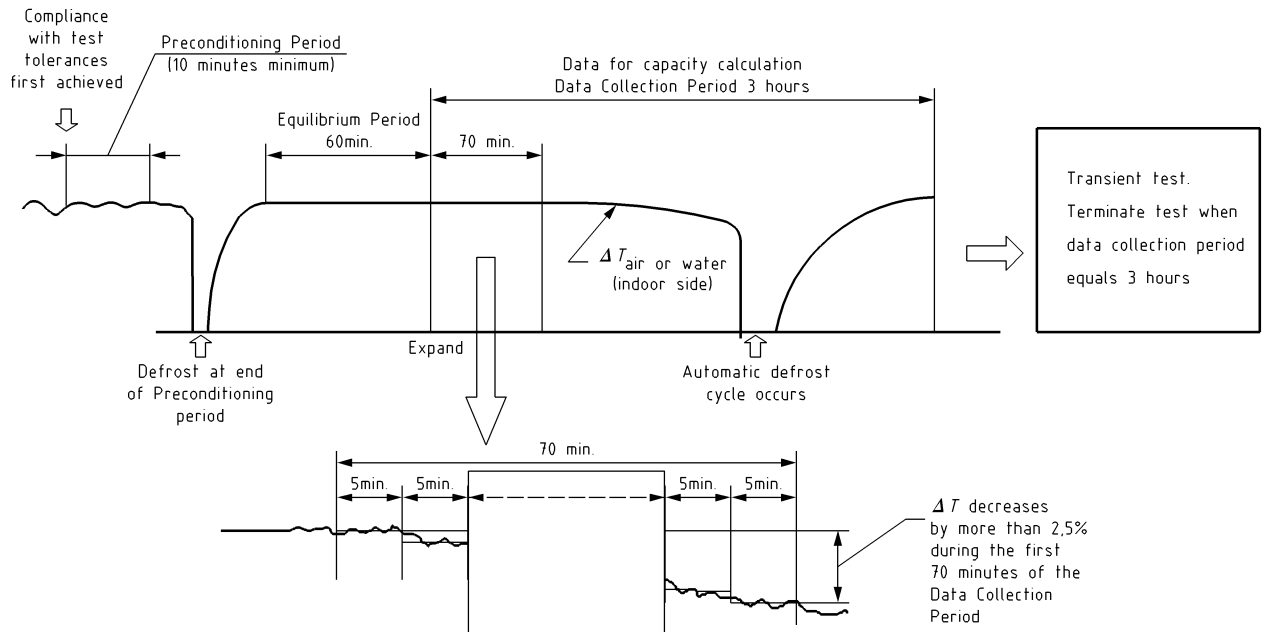 Compliance
with test
tolerances
first achieved
Preconditioning Period
(10 minutes minimum)
Data for capacity calculation
Data Collection Period 3 hours
Equilibrium Period
60min.
70 min.
Transient test.
Terminate test when
data collection period
equals 3 hours
ΔT air or water
(indoor side)
Expand
Defrost at end
of Preconditioning
period
Automatic defrost
cycle occurs
70 min.
5min.
5min.
5min.
5min.
ΔT decreases
by more than 2,5%
during the first
70 minutes of the
Data Collection
Period